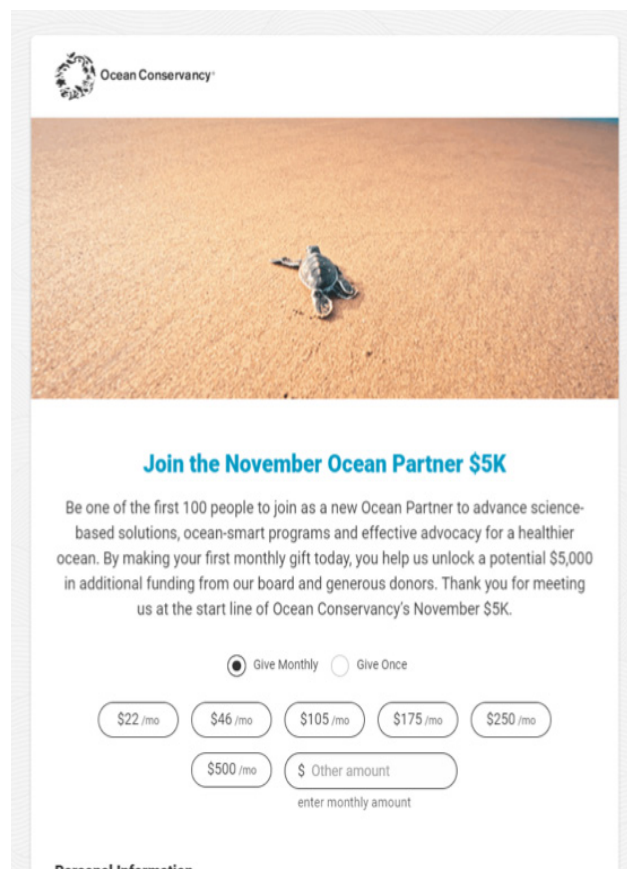 Ocean Conservancy®
Join the November Ocean Partner $5K
Be one of the first 100 people to join as a new Ocean Partner to advance science-
based solutions, ocean-smart programs and effective advocacy for a healthier
ocean. By making your first monthly gift today, you help us unlock a potential $5,000
in additional funding from our board and generous donors. Thank you for meeting
us at the start line of Ocean Conservancy's November $5K.
Give Monthly Give Once
$22 /mo $46 /mo $105 /mo $175 /mo $250 /mo
$500 /mo $ Other amount
enter monthly amount
Personal Information